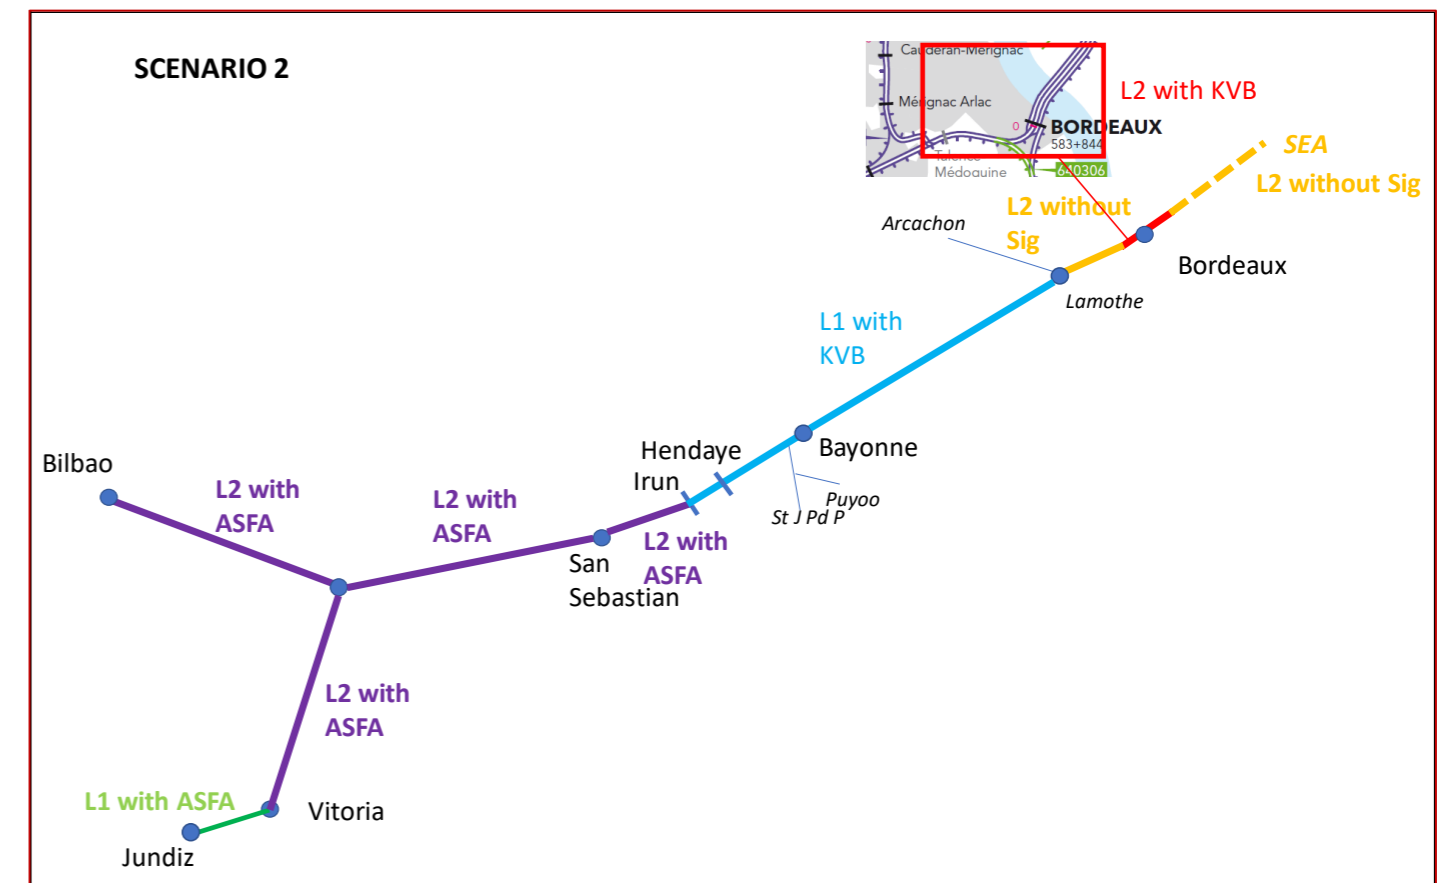 SCENARIO 2
Caudéran-Mérignac
Mérignac Arlac
0
BORDEAUX
583+844
Talence
Médoquine
640306
L2 with KVB
SEA
L2 without Sig
L2 without
Sig
Arcachon
Bordeaux
Lamothe
L1 with
KVB
Hendaye
Irun
Bayonne
Puyoo
St J Pd P
Bilbao
L2 with
ASFA
L2 with
ASFA
L2 with
ASFA
San
Sebastian
L2 with
ASFA
L1 with ASFA
Vitoria
Jundiz